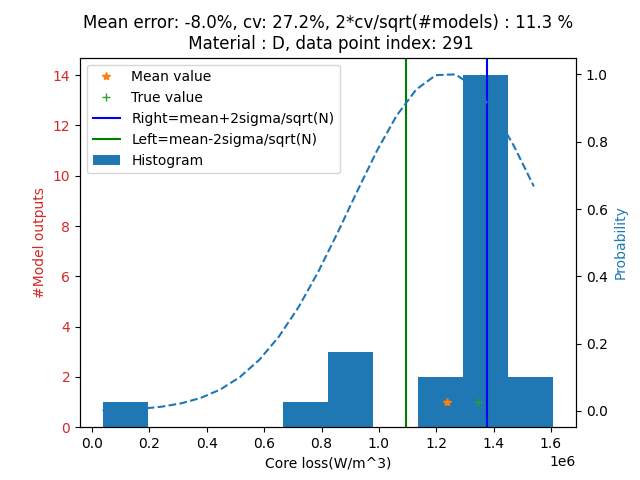 Mean error: -8.0%, cv: 27.2%, 2*cv/sqrt(#models) : 11.3 %
Material : D, data point index: 291
Mean value
True value
Right=mean+2sigma/sqrt(N)
Left=mean-2sigma/sqrt(N)
Histogram
#Model outputs
14
12
10
8
6
4
2
0
1.0
0.8
0.6
0.4
0.2
0.0
Probability
0.0 0.2 0.4 0.6 0.8 1.0 1.2 1.4 1.6
1e6
Core loss(W/m^3)